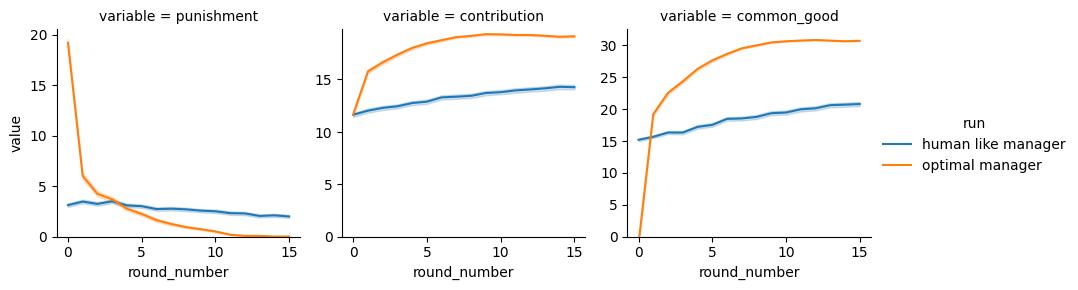 variable = punishment
variable = contribution
variable = common_good
value
20
15
10
5
0
0
5
10
15
round_number
15
10
5
0
0
5
10
15
round_number
30
25
20
15
10
5
0
0
5
10
15
round_number
run
human like manager
optimal manager